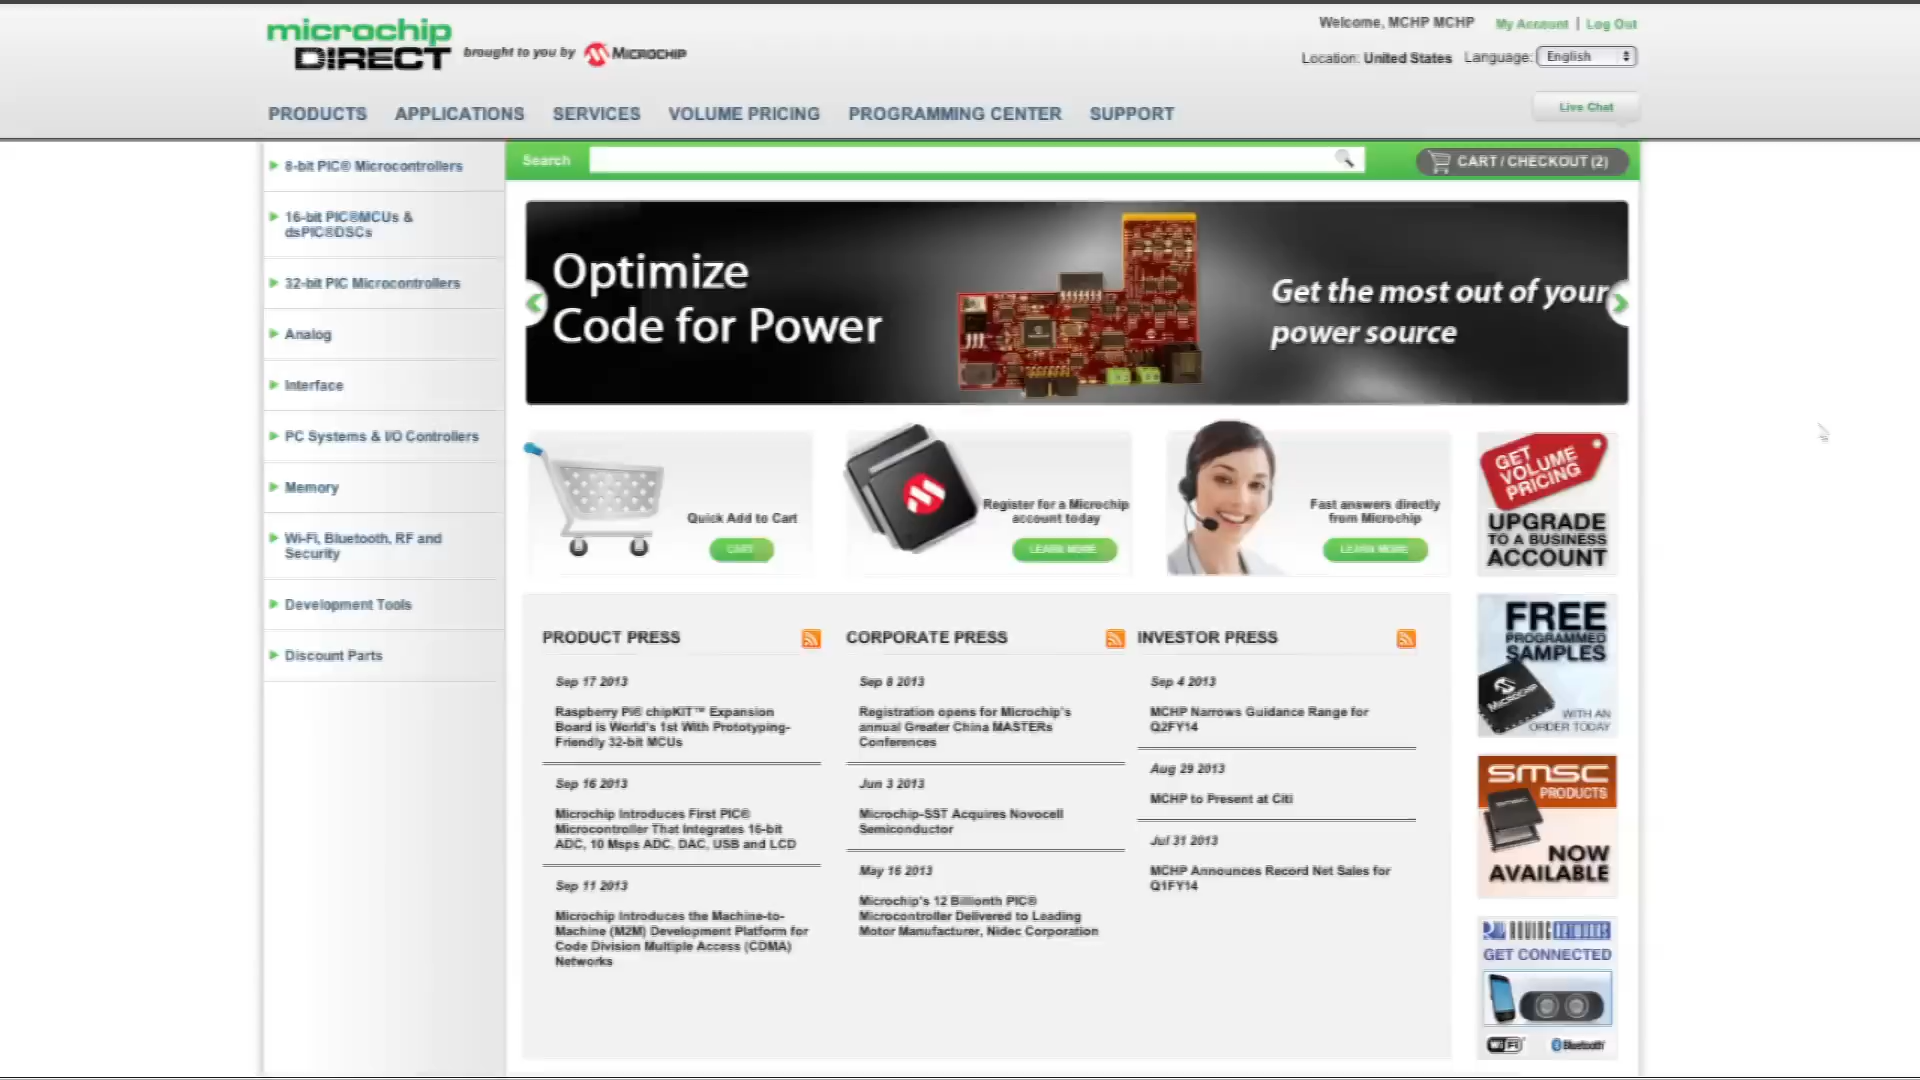 microchip
DIRECT brought to you by MICROCHIP
Welcome, MCHP MCHP My Account | Log Out
Location: United States Language: English
PRODUCTS APPLICATIONS SERVICES VOLUME PRICING PROGRAMMING CENTER SUPPORT
Live Chat
8-bit PIC® Microcontrollers
16-bit PIC®MCUs &
dsPIC®DSCs
32-bit PIC Microcontrollers
Analog
Interface
PC Systems & I/O Controllers
Memory
Wi-Fi, Bluetooth, RF and
Security
Development Tools
Discount Parts
Search
CART / CHECKOUT (2)
Optimize
Code for Power
Get the most out of your
power source
Quick Add to Cart
CART
Register for a Microchip
account today
LEARN MORE
Fast answers directly
from Microchip
LEARN MORE
GET
VOLUME
PRICING
UPGRADE
TO A BUSINESS
ACCOUNT
FREE
PROGRAMMED
SAMPLES
MICROCHIP
WITH AN
ORDER TODAY
smsc
PRODUCTS
smsc
NOW
AVAILABLE
ROVING NETWORKS
GET CONNECTED
WiFi Bluetooth
PRODUCT PRESS
Sep 17 2013
Raspberry Pi® chipKIT™ Expansion
Board is World's 1st With Prototyping-
Friendly 32-bit MCUs
Sep 16 2013
Microchip Introduces First PIC®
Microcontroller That Integrates 16-bit
ADC, 10 Msps ADC, DAC, USB and LCD
Sep 11 2013
Microchip Introduces the Machine-to-
Machine (M2M) Development Platform for
Code Division Multiple Access (CDMA)
Networks
CORPORATE PRESS
Sep 8 2013
Registration opens for Microchip's
annual Greater China MASTERs
Conferences
Jun 3 2013
Microchip-SST Acquires Novocell
Semiconductor
May 16 2013
Microchip's 12 Billionth PIC®
Microcontroller Delivered to Leading
Motor Manufacturer, Nidec Corporation
INVESTOR PRESS
Sep 4 2013
MCHP Narrows Guidance Range for
Q2FY14
Aug 29 2013
MCHP to Present at Citi
Jul 31 2013
MCHP Announces Record Net Sales for
Q1FY14